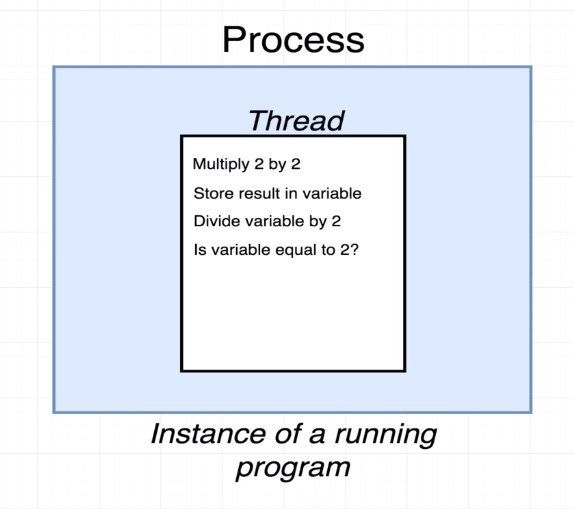 Process
Thread
Multiply 2 by 2
Store result in variable
Divide variable by 2
Is variable equal to 2?
Instance of a running
program